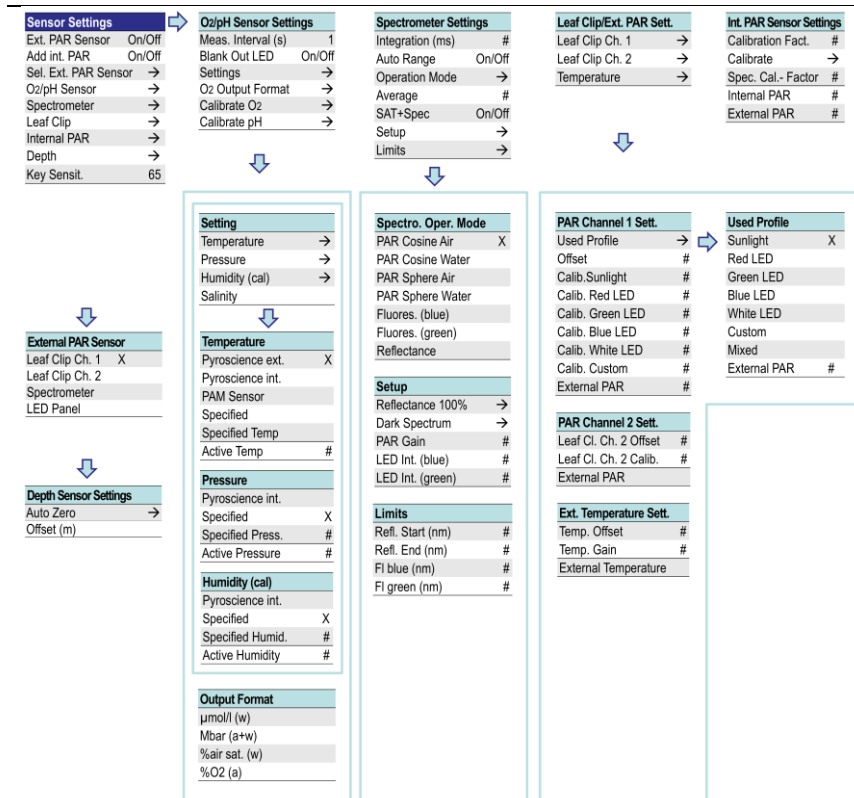 Sensor Settings
Ext. PAR Sensor On/Off
Add int. PAR On/Off
Sel. Ext. PAR Sensor →
O2/pH Sensor →
Spectrometer →
Leaf Clip →
Internal PAR →
Depth →
Key Sensit. 65
O2/pH Sensor Settings
Meas. Interval (s) 1
Blank Out LED On/Off
Settings →
O2 Output Format →
Calibrate O2 →
Calibrate pH →
Spectrometer Settings
Integration (ms) #
Auto Range On/Off
Operation Mode →
Average #
SAT+Spec On/Off
Setup →
Limits →
Leaf Clip/Ext. PAR Sett.
Leaf Clip Ch. 1 →
Leaf Clip Ch. 2 →
Temperature →
Int. PAR Sensor Settings
Calibration Fact. #
Calibrate →
Spec. Cal.- Factor #
Internal PAR #
External PAR #
External PAR Sensor
Leaf Clip Ch. 1 X
Leaf Clip Ch. 2
Spectrometer
LED Panel
Depth Sensor Settings
Auto Zero →
Offset (m)
Setting
Temperature →
Pressure →
Humidity (cal) →
Salinity
Temperature
Pyroscience ext. X
Pyroscience int.
PAM Sensor
Specified
Specified Temp
Active Temp #
Pressure
Pyroscience int.
Specified X
Specified Press. #
Active Pressure #
Humidity (cal)
Pyroscience int.
Specified X
Specified Humid. #
Active Humidity #
Output Format
µmol/l (w)
Mbar (a+w)
%air sat. (w)
%O2 (a)
Spectro. Oper. Mode
PAR Cosine Air X
PAR Cosine Water
PAR Sphere Air
PAR Sphere Water
Fluores. (blue)
Fluores. (green)
Reflectance
Setup
Reflectance 100% →
Dark Spectrum →
PAR Gain #
LED Int. (blue) #
LED Int. (green) #
Limits
Refl. Start (nm) #
Refl. End (nm) #
Fl blue (nm) #
Fl green (nm) #
PAR Channel 1 Sett.
Used Profile →
Offset #
Calib.Sunlight #
Calib. Red LED #
Calib. Green LED #
Calib. Blue LED #
Calib. White LED #
Calib. Custom #
External PAR #
PAR Channel 2 Sett.
Leaf Cl. Ch. 2 Offset #
Leaf Cl. Ch. 2 Calib. #
External PAR
Ext. Temperature Sett.
Temp. Offset #
Temp. Gain #
External Temperature
Used Profile
Sunlight X
Red LED
Green LED
Blue LED
White LED
Custom
Mixed
External PAR #